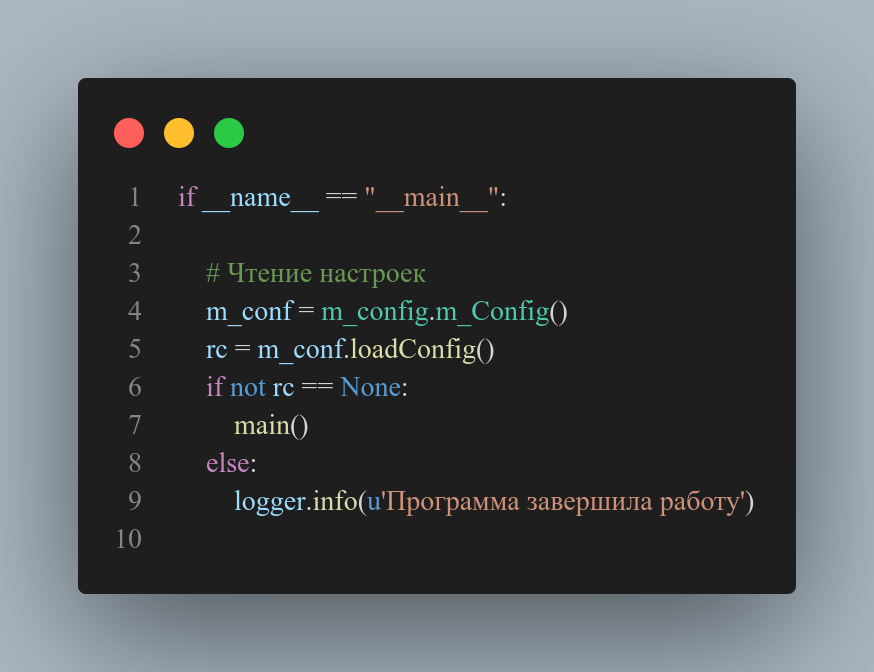 1 if __name__ == "__main__":
2
3 # Чтение настроек
4 m_conf = m_config.m_Config()
5 rc = m_conf.loadConfig()
6 if not rc == None:
7 main()
8 else:
9 logger.info(u'Программа завершила работу')
10